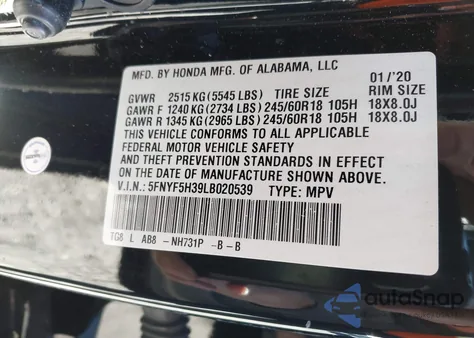 MFD. BY HONDA MFG. OF ALABAMA, LLC
01/'20
GVWR 2515 KG(5545 LBS) TIRE SIZE RIM SIZE
GAWR F 1240 KG(2734 LBS)245/60R18 105H 18X8.0J
GAWR R 1345 KG(2965 LBS)245/60R18 105H 18X8.0J
THIS VEHICLE CONFORMS TO ALL APPLICABLE
FEDERAL MOTOR VEHICLE SAFETY
AND THEFT PREVENTION STANDARDS IN EFFECT
ON THE DATE OF MANUFACTURE SHOWN ABOVE.
V.I.N.: 5FNYF5H39LB020539 TYPE: MPV
TG8 L AB8 -NH731P -B -B
autoSnap